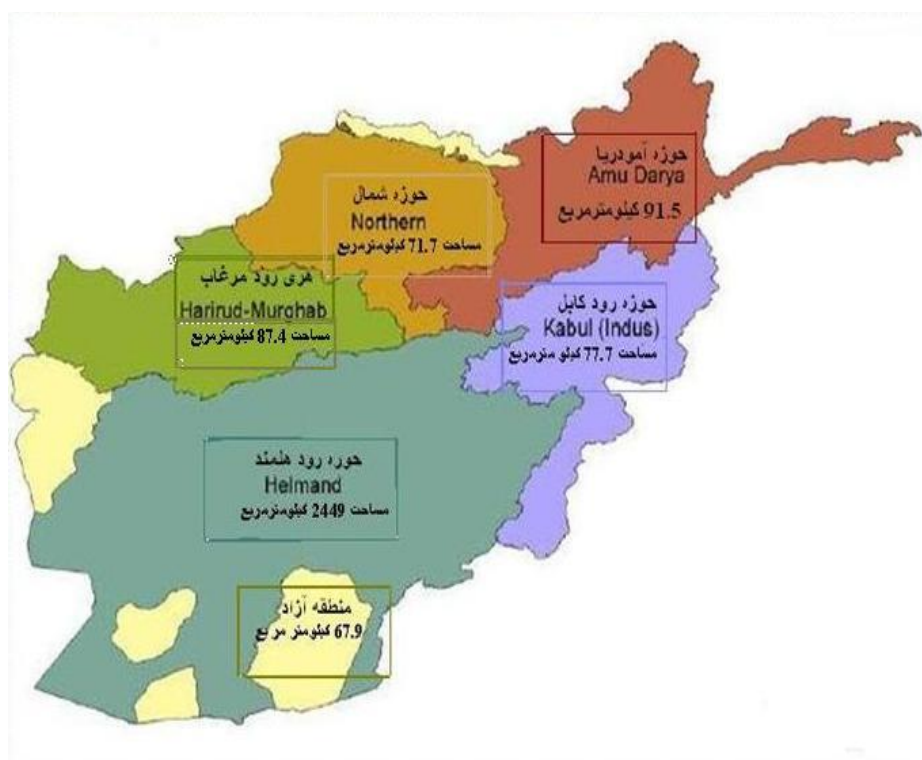 حوزه آمودریا
Amu Darya
91.5 کیلومترمربع
حوزه شمال
Northern
مساحت 71.7 کیلومترمربع
هری رود مرغاب
Harirud-Murghab
مساحت 87.4 کیلومترمربع
حوزه رود کابل
Kabul (Indus)
مساحت 77.7 کیلو مترمربع
حوزه رود هلمند
Helmand
مساحت 2449 کیلومترمربع
منطقه آزاد
67.9 کیلومتر مربع